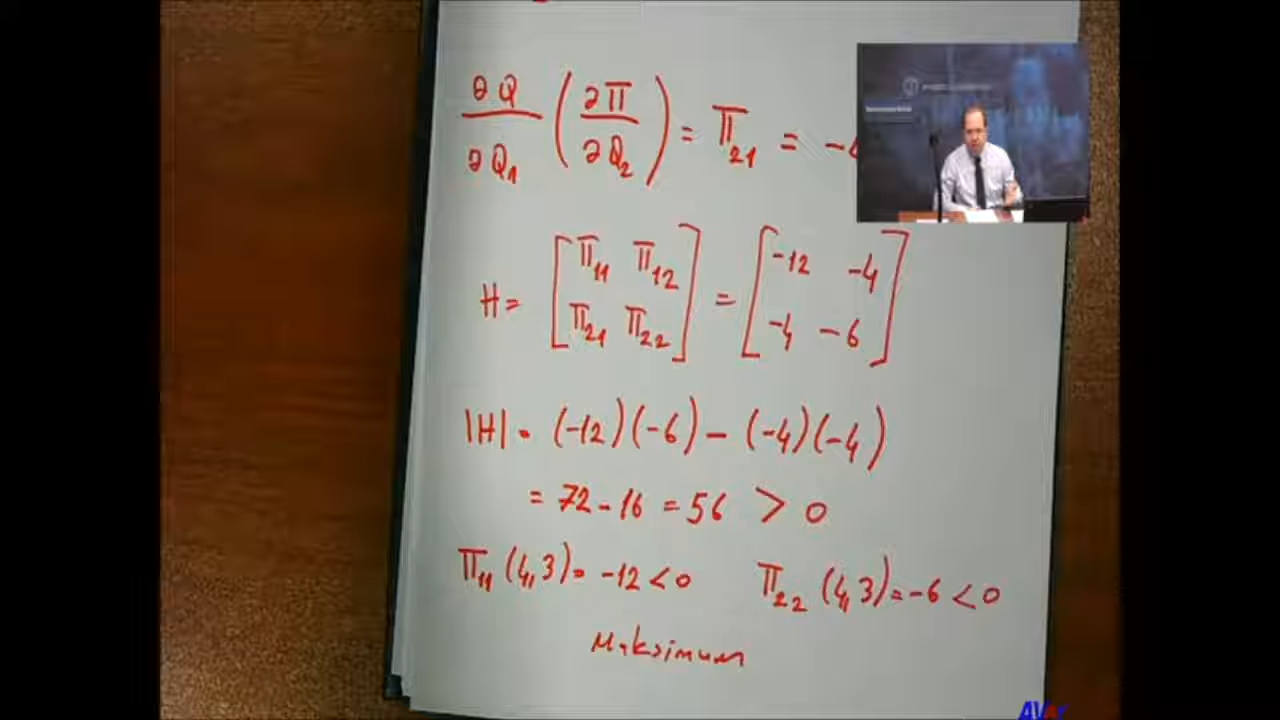 ∂Q/∂Q₁ (∂Π/∂Q₂) = Π₂₁ = -4
H = [Π₁₁ Π₁₂; Π₂₁ Π₂₂] = [-12 -4; -4 -6]
|H| = (-12)(-6) - (-4)(-4)
= 72 - 16 = 56 > 0
Π₁₁ (4,3) = -12 < 0 Π₂₂ (4,3) = -6 < 0
Maksimum